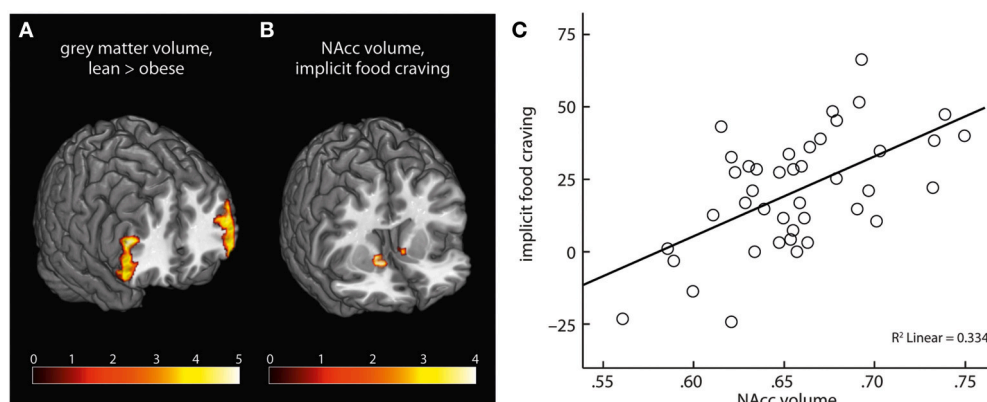 A
grey matter volume,
lean > obese
0 1 2 3 4 5
B
NAcc volume,
implicit food craving
0 1 2 3 4
C
implicit food craving
75
50
25
0
−25
R² Linear = 0.334
.55 .60 .65 .70 .75
NAcc volume